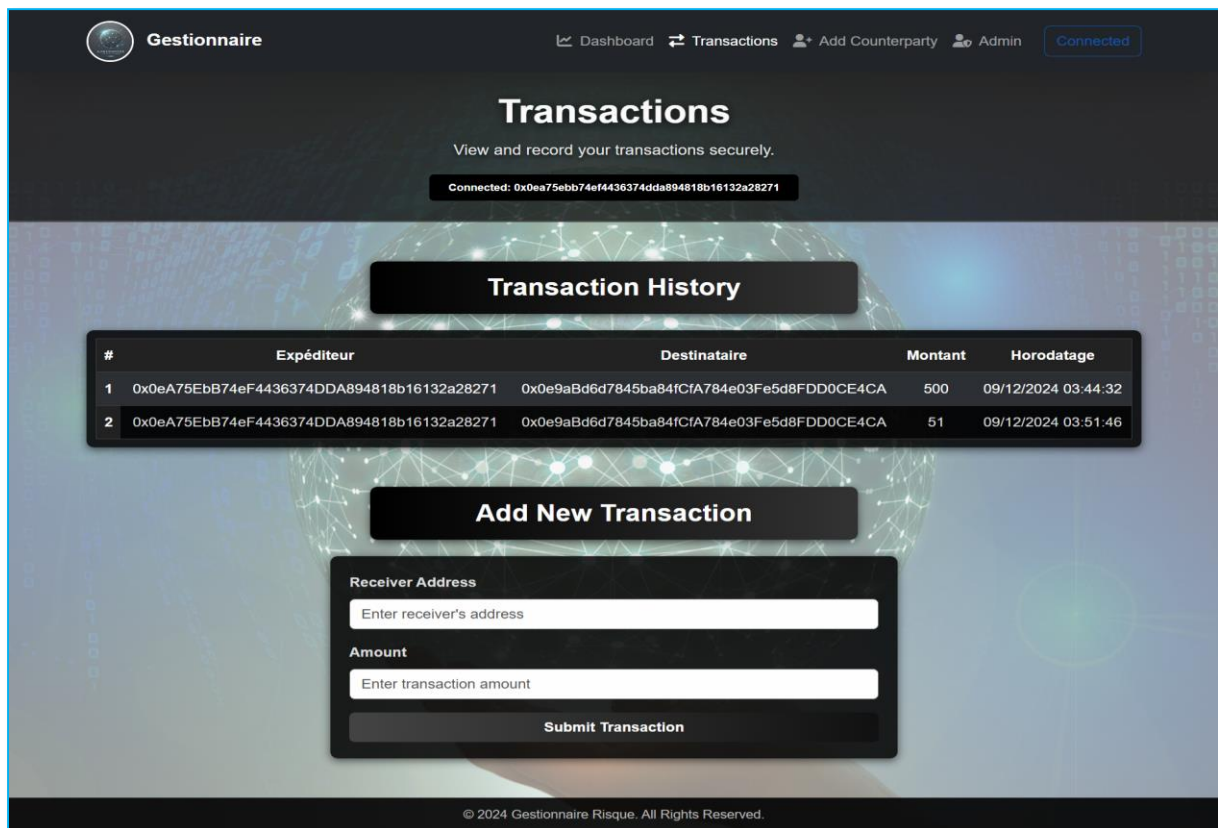 Gestionnaire Dashboard Transactions Add Counterparty Admin Connected
Transactions
View and record your transactions securely.
Connected: 0x0ea75ebb74ef4436374dda894818b16132a28271
Transaction History
# Expéditeur Destinataire Montant Horodatage
1 0x0eA75EbB74eF4436374DDA894818b16132a28271 0x0e9aBd6d7845ba84fCfA784e03Fe5d8FDD0CE4CA 500 09/12/2024 03:44:32
2 0x0eA75EbB74eF4436374DDA894818b16132a28271 0x0e9aBd6d7845ba84fCfA784e03Fe5d8FDD0CE4CA 51 09/12/2024 03:51:46
Add New Transaction
Receiver Address
Enter receiver's address
Amount
Enter transaction amount
Submit Transaction
© 2024 Gestionnaire Risque. All Rights Reserved.